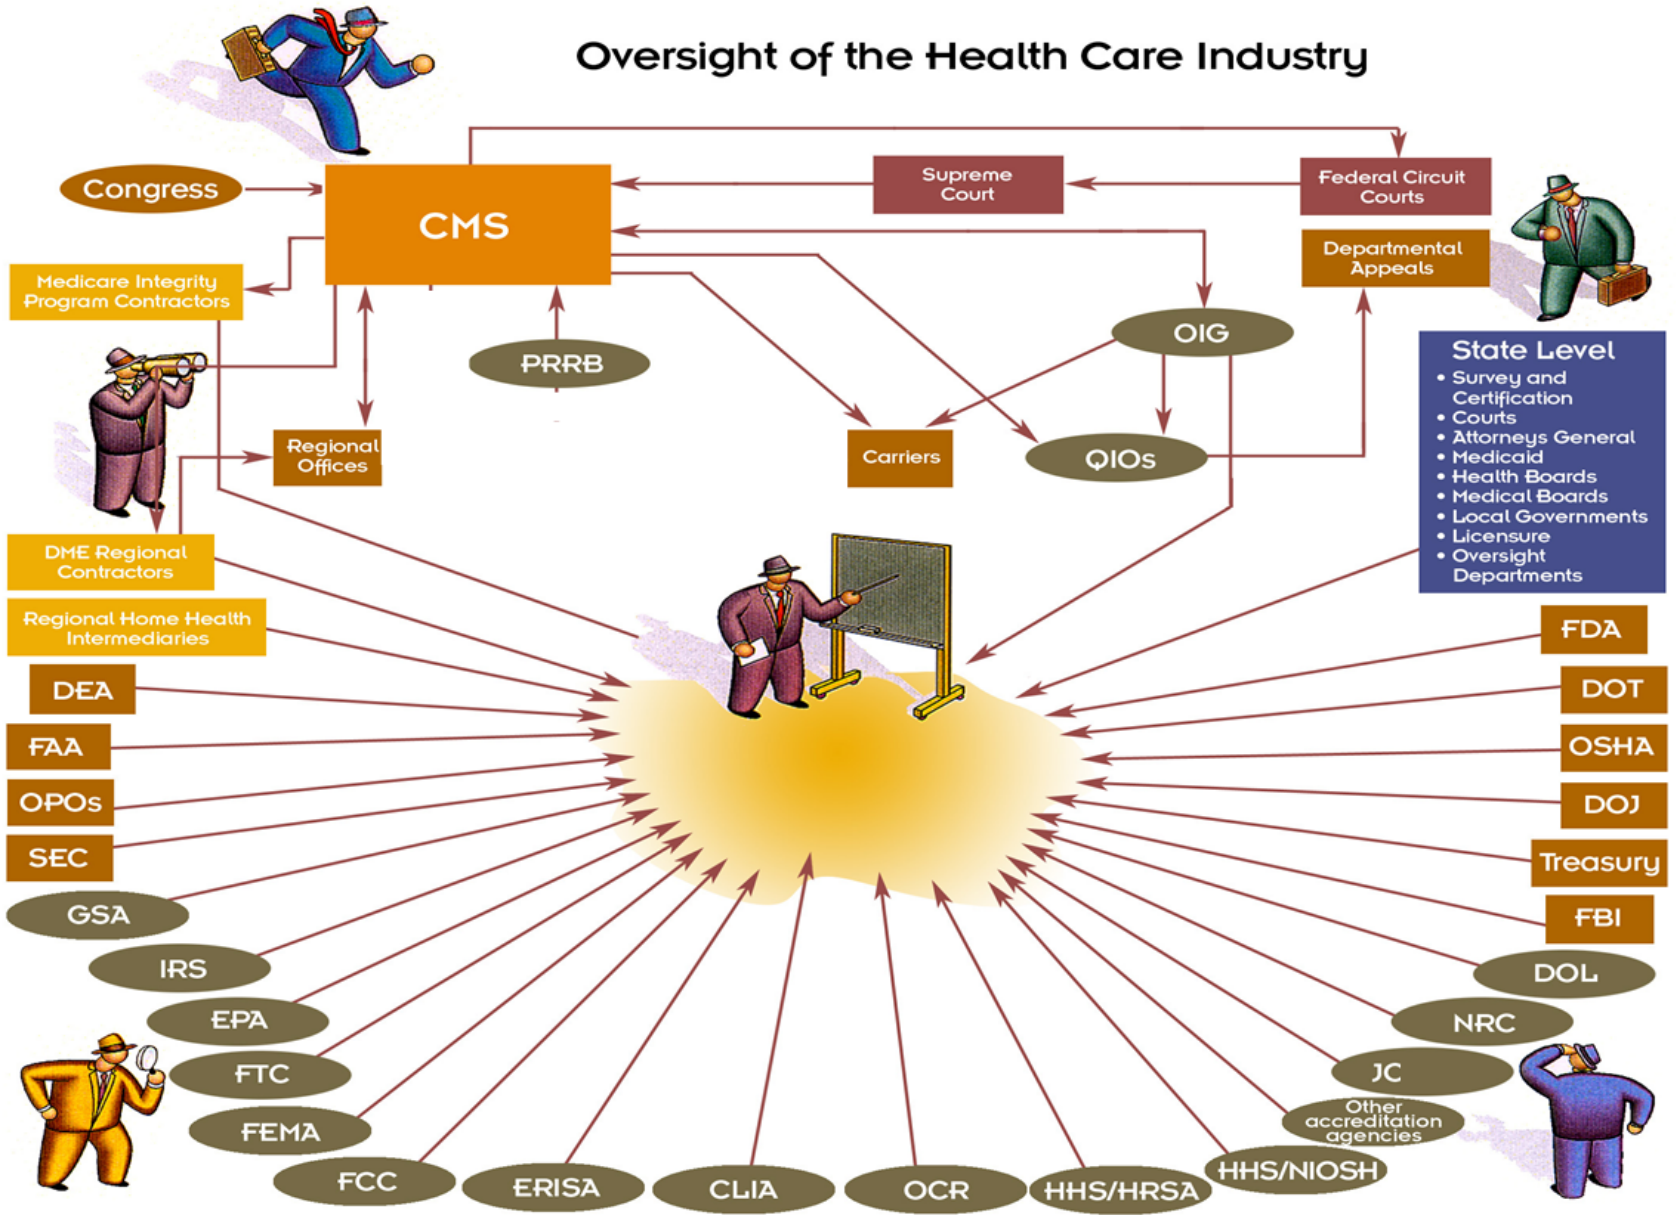 Oversight of the Health Care Industry
Congress
CMS
Supreme
Court
Federal Circuit
Courts
Departmental
Appeals
Medicare Integrity
Program Contractors
OIG
PRRB
State Level
• Survey and
Certification
• Courts
• Attorneys General
• Medicaid
• Health Boards
• Medical Boards
• Local Governments
• Licensure
• Oversight
Departments
Regional
Offices
Carriers
QIOs
DME Regional
Contractors
Regional Home Health
Intermediaries
DEA
FAA
OPOs
SEC
GSA
IRS
EPA
FTC
FEMA
FCC
ERISA
CLIA
OCR
HHS/HRSA
HHS/NIOSH
Other
accreditation
agencies
JC
NRC
DOL
FBI
Treasury
DOJ
OSHA
DOT
FDA